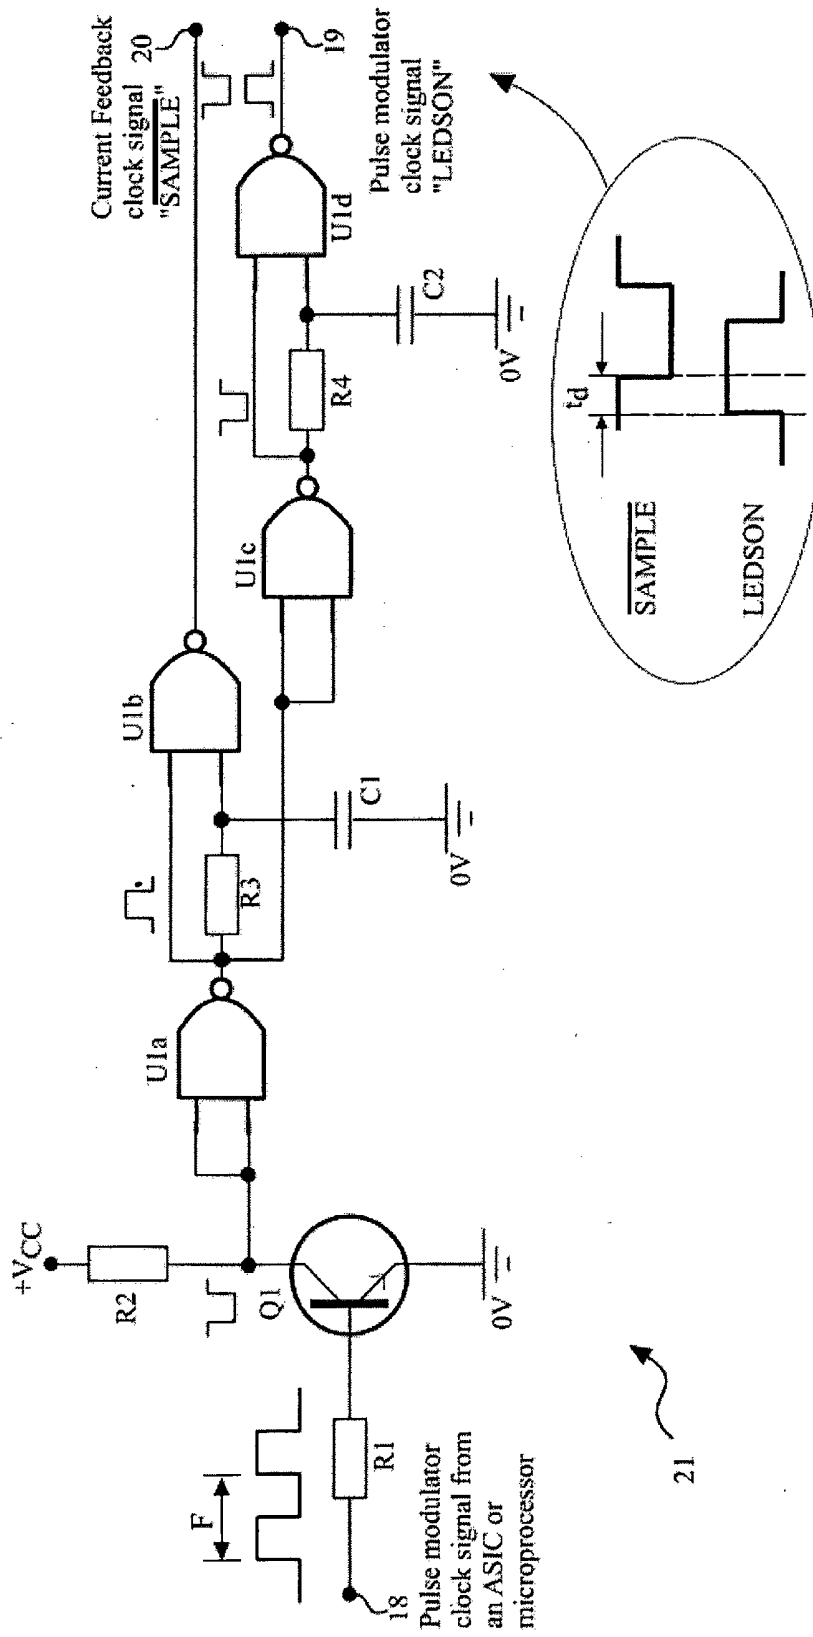 18
Pulse modulator
clock signal from
an ASIC or
microprocessor
F
R1
+VCC
R2
Q1
0V
21
U1a
R3
C1
0V
U1b
U1c
R4
C2
0V
U1d
Current Feedback
clock signal
"SAMPLE"
20
19
Pulse modulator
clock signal
"LEDSON"
SAMPLE
LEDSON
td